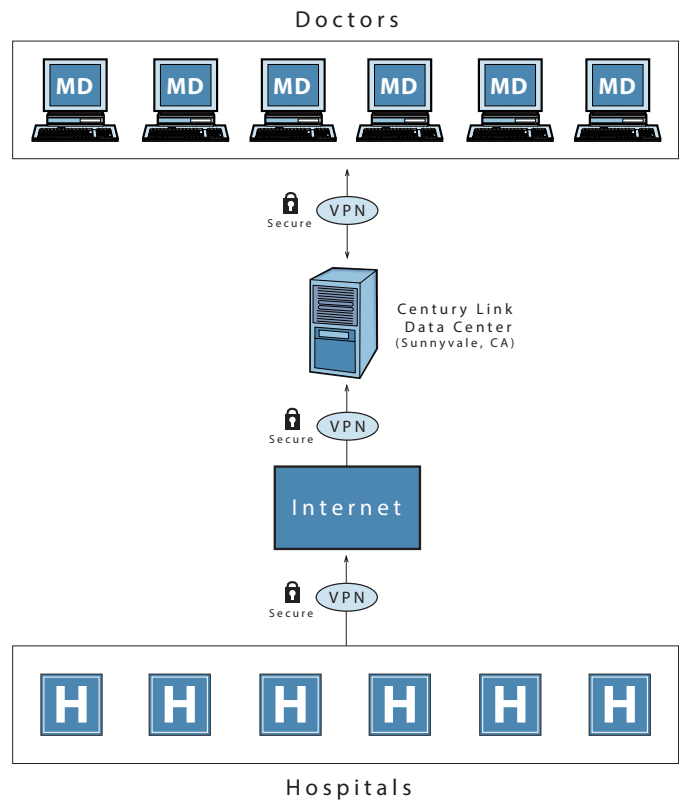 Doctors
MD MD MD MD MD MD
VPN
Secure
Century Link
Data Center
(Sunnyvale, CA)
VPN
Secure
Internet
VPN
Secure
H H H H H H
Hospitals